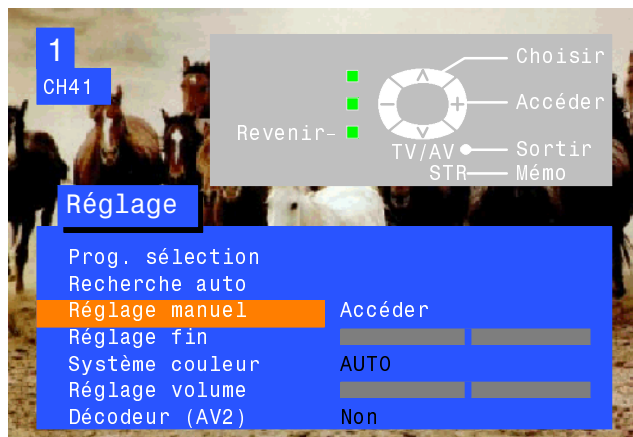 1
CH41
Choisir
Accéder
Revenir
TV/AV Sortir
STR Mémo
Réglage
Prog. sélection
Recherche auto
Réglage manuel Accéder
Réglage fin
Système couleur AUTO
Réglage volume
Décodeur (AV2) Non